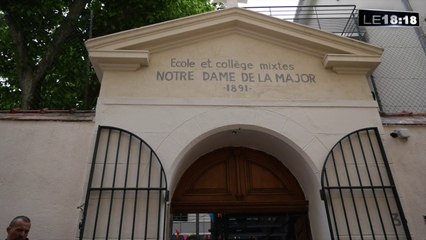 LE 18:18
Ecole et collège mixtes
NOTRE DAME DE LA MAJOR
·1891·